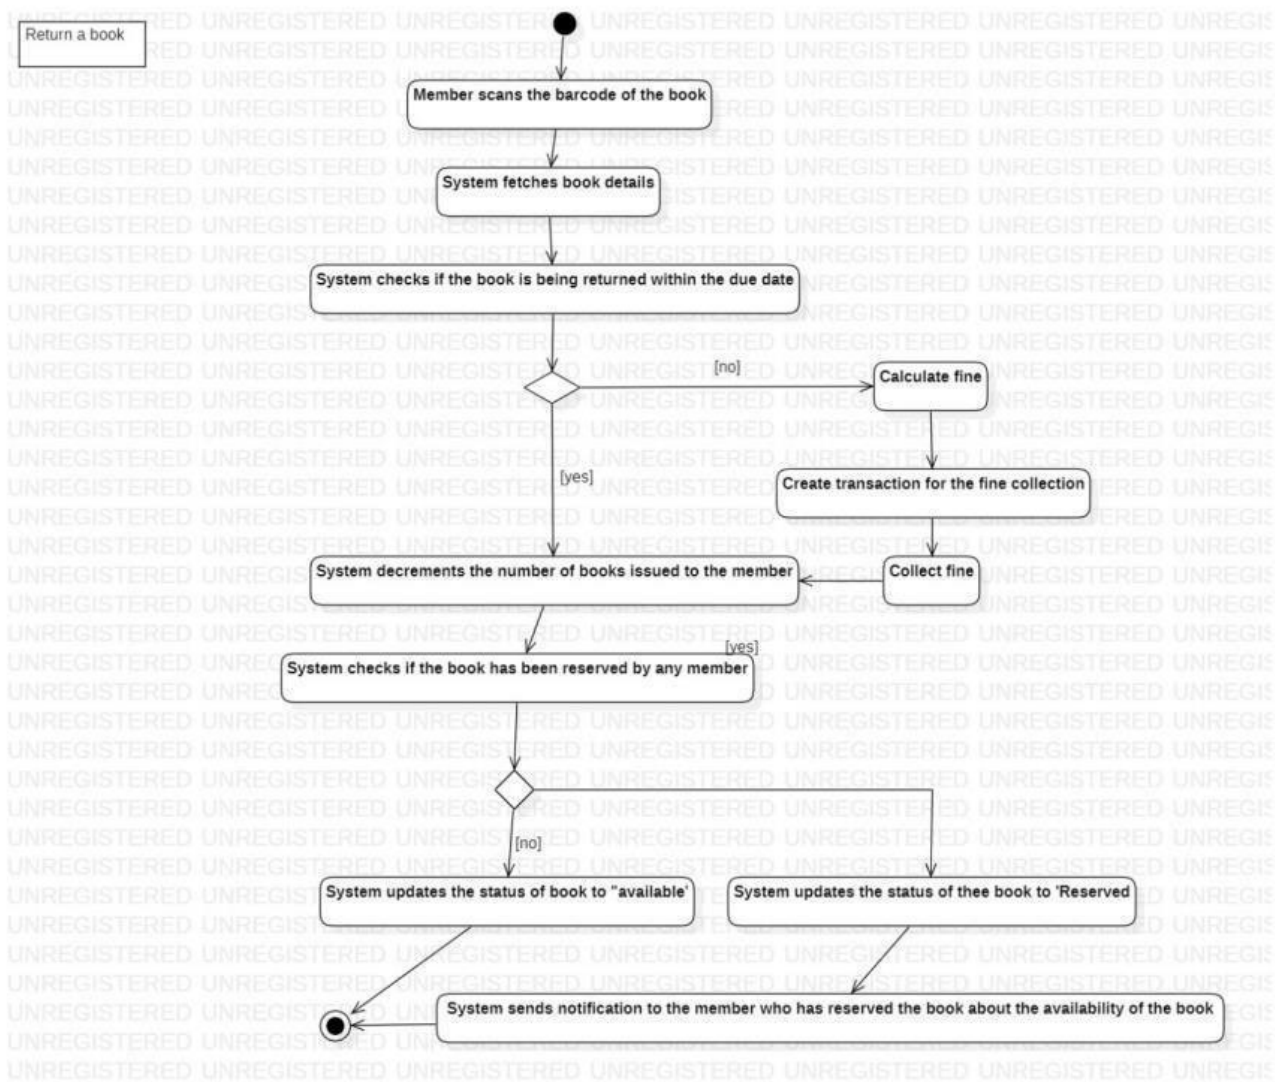 Return a book
Member scans the barcode of the book
System fetches book details
System checks if the book is being returned within the due date
[no]
Calculate fine
[yes]
Create transaction for the fine collection
System decrements the number of books issued to the member
Collect fine
[yes]
System checks if the book has been reserved by any member
[no]
System updates the status of book to "available'
System updates the status of thee book to 'Reserved
System sends notification to the member who has reserved the book about the availability of the book